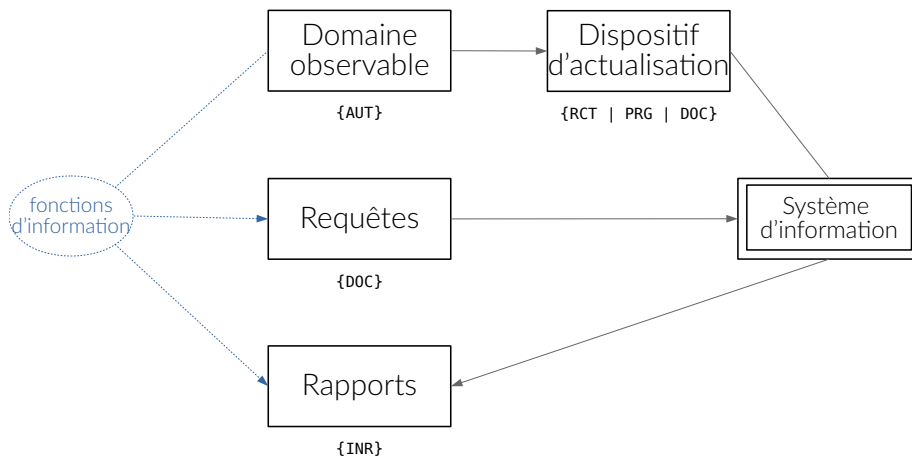 Domaine
observable
{AUT}
Dispositif
d'actualisation
{RCT | PRG | DOC}
fonctions
d'information
Requêtes
{DOC}
Système
d'information
Rapports
{INR}